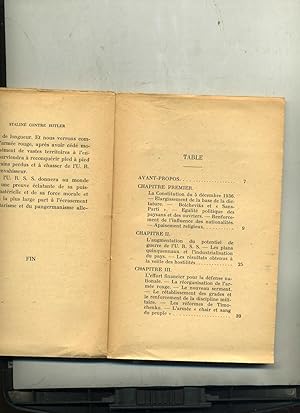 STALINE CONTRE HITLER
de longueur. Et nous verrons com-
'armée rouge, après avoir cédé mo-
ément de vastes territoires à l'en-
arviendra à reconquérir pied à pied
ins perdus et à chasser de l'U. R.
nvahisseur.
l'U. R. S. S. donnera au monde
une preuve éclatante de sa puis-
atérielle et de sa force morale et
la plus large part à l'écrasement
arisme et du pangermanisme alle-
FIN
TABLE
AVANT-PROPOS. 7
CHAPITRE PREMIER.
La Constitution du 5 décembre 1936.
— Elargissement de la base de la dic-
tature. — Bolcheviks et « Sans-
Parti ». — Egalité politique des
paysans et des ouvriers. — Renforce-
ment de l'influence des nationalités.
— Apaisement religieux. 9
CHAPITRE II.
L'augmentation du potentiel de
guerre de l'U. R. S. S. — Les plans
quinquennaux et l'industrialisation
du pays. — Les résultats obtenus à
la veille des hostilités 25
CHAPITRE III.
L'effort financier pour la défense na-
tionale. — La réorganisation de l'ar-
mée rouge. — Le nouveau serment.
— Le rétablissement des grades et
le renforcement de la discipline mili-
taire. — Les réformes de Timo-
chenko. — L'armée « chair et sang
du peuple » 39